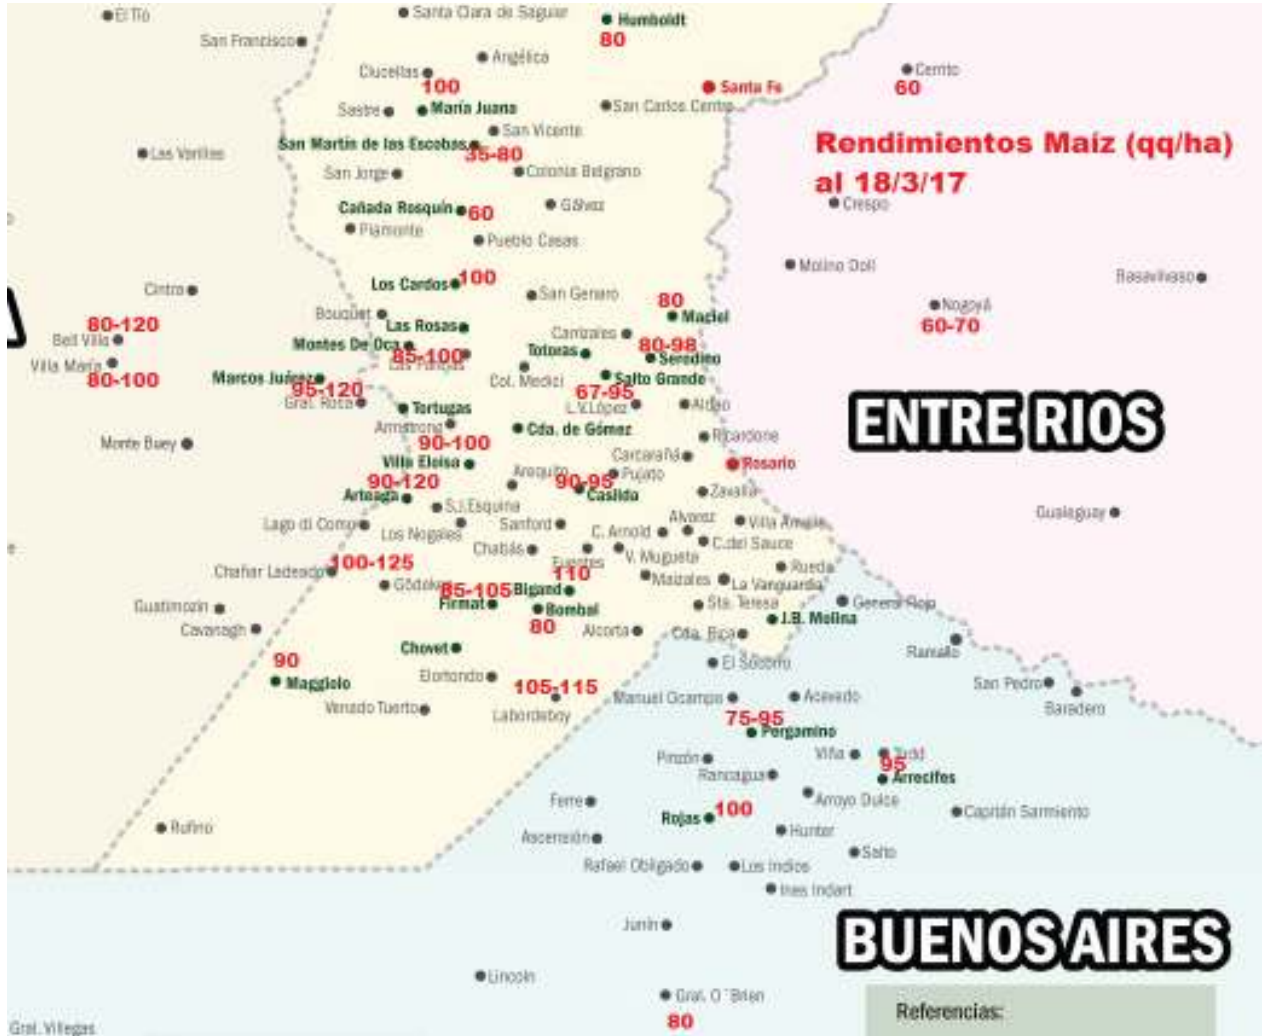 El Tío
Santa Clara de Saguier
Humboldt
80
San Francisco
Angélica
Clucellas
100
Cerrito
60
Santa Fe
Sastre
María Juana
San Carlos Centro
San Vicente
Rendimientos Maíz (qq/ha)
al 18/3/17
San Martín de las Escobas
35-80
Las Varillas
San Jorge
Colonia Belgrano
Crespo
Cañada Rosquín
60
Gálvez
Piamonte
Pueblo Casas
Molino Doll
Basavilvaso
Los Cardos
100
Cintra
San Genaro
80
Nogoyá
60-70
Bouquet
Maciel
80-120
Bell Ville
Las Rosas
Carrizales
Montes De Oca
85-100
Totoras
80-98
Serodino
Villa María
80-100
Marcos Juárez
95-120
Las Parejas
Col. Medici
Salto Grande
67-95
Gral. Roca
L.V.López
Aldao
Tortugas
ENTRE RIOS
Armstrong
Cda. de Gómez
Ricardone
Monte Buey
90-100
Carcarañá
Villa Eloisa
Rosario
90-120
Arequito
90-95
Pujato
Arteaga
Casilda
Zavalla
S.J.Esquina
Gualeguay
Lago di Como
Los Nogales
Sanford
C. Arnold
Alvarez
Villa Amelia
C.del Sauce
Chabás
Fuentes
V. Mugueta
100-125
Chañar Ladeado
110
Maizales
Rueda
La Vanguardia
Gödeken
85-105
Bigand
Firmat
Bombal
80
Guatimozín
Sta. Teresa
General Rojo
J.B. Molina
Cavanagh
Alcorta
Cda. Rica
Chovet
Ramallo
90
Maggiolo
El Socorro
Elortondo
105-115
San Pedro
Baradero
Venado Tuerto
Labordeboy
Manuel Ocampo
Acevedo
75-95
Pergamino
Pinzón
Viña
Todd
95
Rancagua
Arrecifes
Ferre
Arroyo Dulce
Rojas
100
Capitán Sarmiento
Rufino
Ascensión
Hunter
Salto
Rafael Obligado
Los Indios
Ines Indart
Junín
BUENOS AIRES
Lincoln
Gral. O´Brien
80
Referencias:
Gral. Villegas